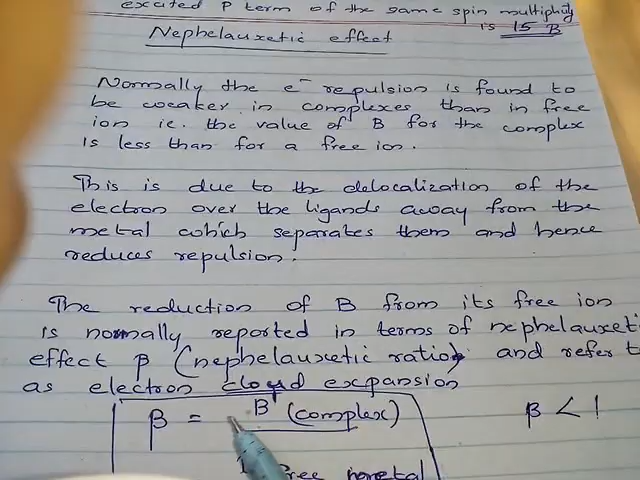 excited P term of the same spin multiplicity
is 15 B
Nephelauxetic effect
Normally the e⁻ repulsion is found to
be weaker in complexes than in free
ion ie. the value of B for the complex
is less than for a free ion.
This is due to the delocalization of the
electron over the ligands away from the
metal which separates them and hence
reduces repulsion.
The reduction of B from its free ion
is normally reported in terms of nephelauxeti
effect β (nephelauxetic ratio) and refer t
as electron cloud expansion
β = B' (complex)
β < 1
free metal